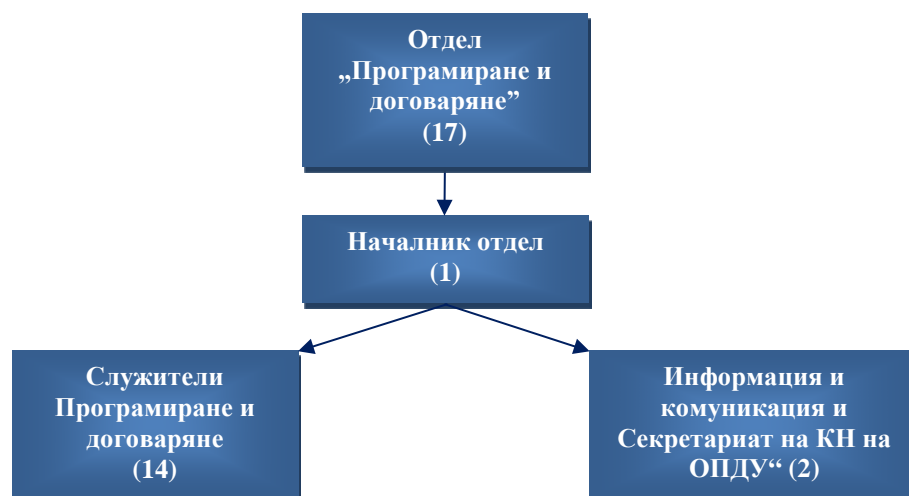 Отдел
„Програмиране и
договаряне”
(17)
Началник отдел
(1)
Служители
Програмиране и
договаряне
(14)
Информация и
комуникация и
Секретариат на КН на
ОПДУ“ (2)